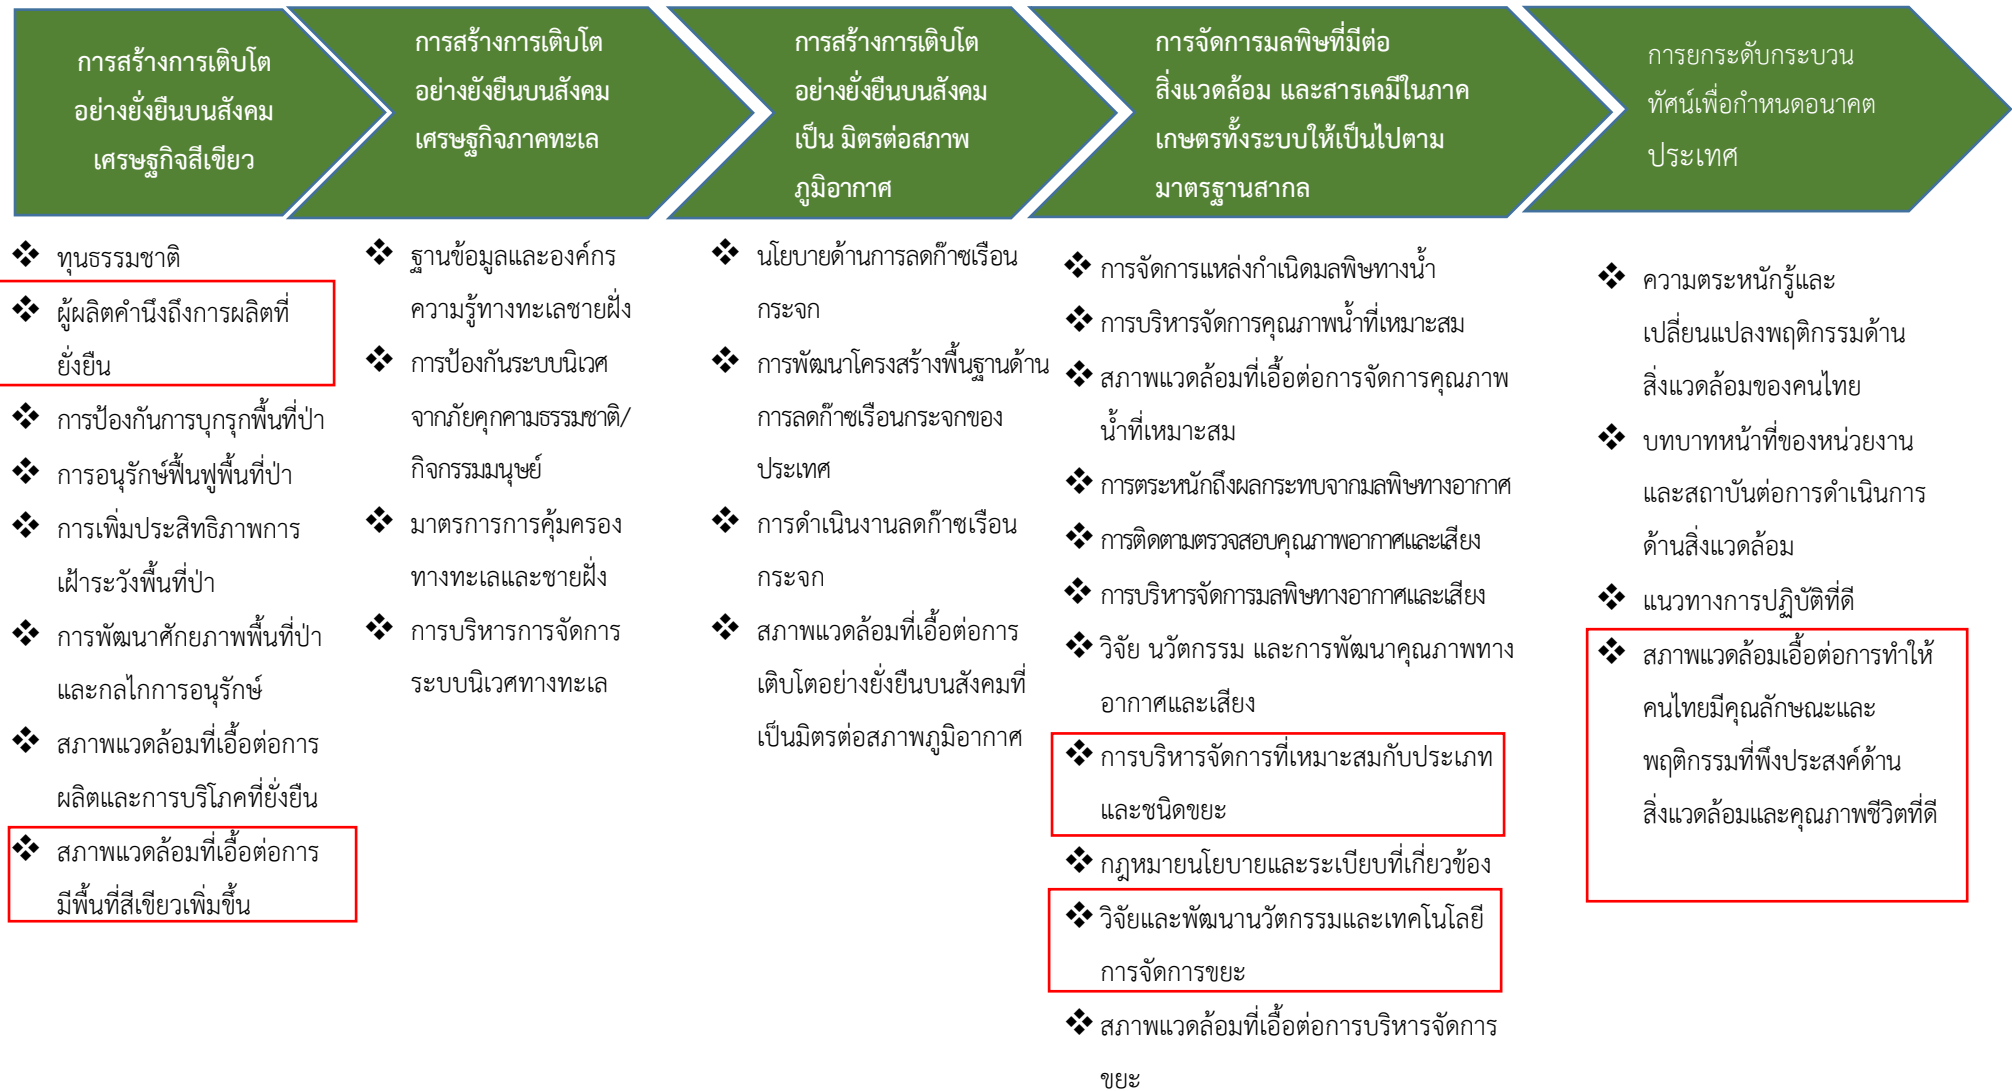 การสร้างการเติบโต
อย่างยั่งยืนบนสังคม
เศรษฐกิจสีเขียว
การสร้างการเติบโต
อย่างยังยืนบนสังคม
เศรษฐกิจภาคทะเล
การสร้างการเติบโต
อย่างยั่งยืนบนสังคม
เป็น มิตรต่อสภาพ
ภูมิอากาศ
การจัดการมลพิษที่มีต่อ
สิ่งแวดล้อม และสารเคมีในภาค
เกษตรทั้งระบบให้เป็นไปตาม
มาตรฐานสากล
การยกระดับกระบวน
ทัศน์เพื่อกำหนดอนาคต
ประเทศ
❖ ทุนธรรมชาติ
❖ ผู้ผลิตคำนึงถึงการผลิตที่
ยั่งยืน
❖ การป้องกันการบุกรุกพื้นที่ป่า
❖ การอนุรักษ์ฟื้นฟูพื้นที่ป่า
❖ การเพิ่มประสิทธิภาพการ
เฝ้าระวังพื้นที่ป่า
❖ การพัฒนาศักยภาพพื้นที่ป่า
และกลไกการอนุรักษ์
❖ สภาพแวดล้อมที่เอื้อต่อการ
ผลิตและการบริโภคที่ยั่งยืน
❖ สภาพแวดล้อมที่เอื้อต่อการ
มีพื้นที่สีเขียวเพิ่มขึ้น
❖ ฐานข้อมูลและองค์กร
ความรู้ทางทะเลชายฝั่ง
❖ การป้องกันระบบนิเวศ
จากภัยคุกคามธรรมชาติ/
กิจกรรมมนุษย์
❖ มาตรการการคุ้มครอง
ทางทะเลและชายฝั่ง
❖ การบริหารการจัดการ
ระบบนิเวศทางทะเล
❖ นโยบายด้านการลดก๊าซเรือน
กระจก
❖ การพัฒนาโครงสร้างพื้นฐานด้าน
การลดก๊าซเรือนกระจกของ
ประเทศ
❖ การดำเนินงานลดก๊าซเรือน
กระจก
❖ สภาพแวดล้อมที่เอื้อต่อการ
เติบโตอย่างยั่งยืนบนสังคมที่
เป็นมิตรต่อสภาพภูมิอากาศ
❖ การจัดการแหล่งกำเนิดมลพิษทางน้ำ
❖ การบริหารจัดการคุณภาพน้ำที่เหมาะสม
❖ สภาพแวดล้อมที่เอื้อต่อการจัดการคุณภาพ
น้ำที่เหมาะสม
❖ การตระหนักถึงผลกระทบจากมลพิษทางอากาศ
❖ การติดตามตรวจสอบคุณภาพอากาศและเสียง
❖ การบริหารจัดการมลพิษทางอากาศและเสียง
❖ วิจัย นวัตกรรม และการพัฒนาคุณภาพทาง
อากาศและเสียง
❖ การบริหารจัดการที่เหมาะสมกับประเภท
และชนิดขยะ
❖ กฎหมายนโยบายและระเบียบที่เกี่ยวข้อง
❖ วิจัยและพัฒนานวัตกรรมและเทคโนโลยี
การจัดการขยะ
❖ สภาพแวดล้อมที่เอื้อต่อการบริหารจัดการ
ขยะ
❖ ความตระหนักรู้และ
เปลี่ยนแปลงพฤติกรรมด้าน
สิ่งแวดล้อมของคนไทย
❖ บทบาทหน้าที่ของหน่วยงาน
และสถาบันต่อการดำเนินการ
ด้านสิ่งแวดล้อม
❖ แนวทางการปฏิบัติที่ดี
❖ สภาพแวดล้อมเอื้อต่อการทำให้
คนไทยมีคุณลักษณะและ
พฤติกรรมที่พึงประสงค์ด้าน
สิ่งแวดล้อมและคุณภาพชีวิตที่ดี